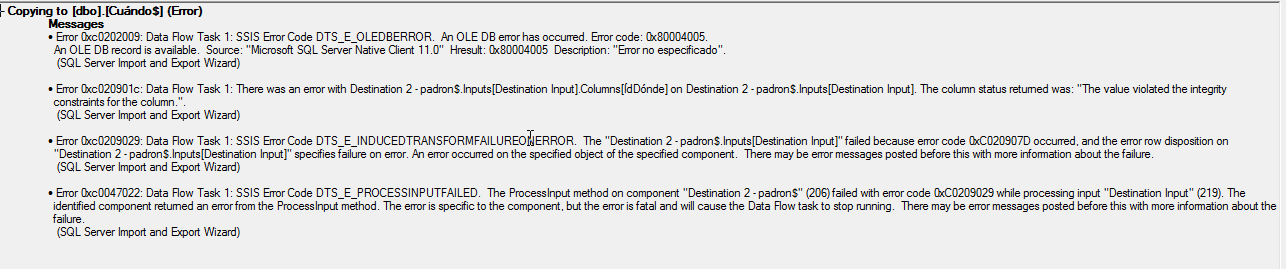 - Copying to [dbo].[Cuándo$] (Error)
Messages
• Error 0xc0202009: Data Flow Task 1: SSIS Error Code DTS_E_OLEDBERROR.  An OLE DB error has occurred. Error code: 0x80004005.
An OLE DB record is available.  Source: "Microsoft SQL Server Native Client 11.0"  Hresult: 0x80004005  Description: "Error no especificado".
(SQL Server Import and Export Wizard)
• Error 0xc020901c: Data Flow Task 1: There was an error with Destination 2 - padron$.Inputs[Destination Input].Columns[ÍdDónde] on Destination 2 - padron$.Inputs[Destination Input]. The column status returned was: "The value violated the integrity
constraints for the column.".
(SQL Server Import and Export Wizard)
• Error 0xc0209029: Data Flow Task 1: SSIS Error Code DTS_E_INDUCEDTRANSFORMFAILUREONERROR.  The "Destination 2 - padron$.Inputs[Destination Input]" failed because error code 0xC020907D occurred, and the error row disposition on
"Destination 2 - padron$.Inputs[Destination Input]" specifies failure on error. An error occurred on the specified object of the specified component.  There may be error messages posted before this with more information about the failure.
(SQL Server Import and Export Wizard)
• Error 0xc0047022: Data Flow Task 1: SSIS Error Code DTS_E_PROCESSINPUTFAILED.  The ProcessInput method on component "Destination 2 - padron$" (206) failed with error code 0xC0209029 while processing input "Destination Input" (219). The
identified component returned an error from the ProcessInput method. The error is specific to the component, but the error is fatal and will cause the Data Flow task to stop running.  There may be error messages posted before this with more information about the
failure.
(SQL Server Import and Export Wizard)